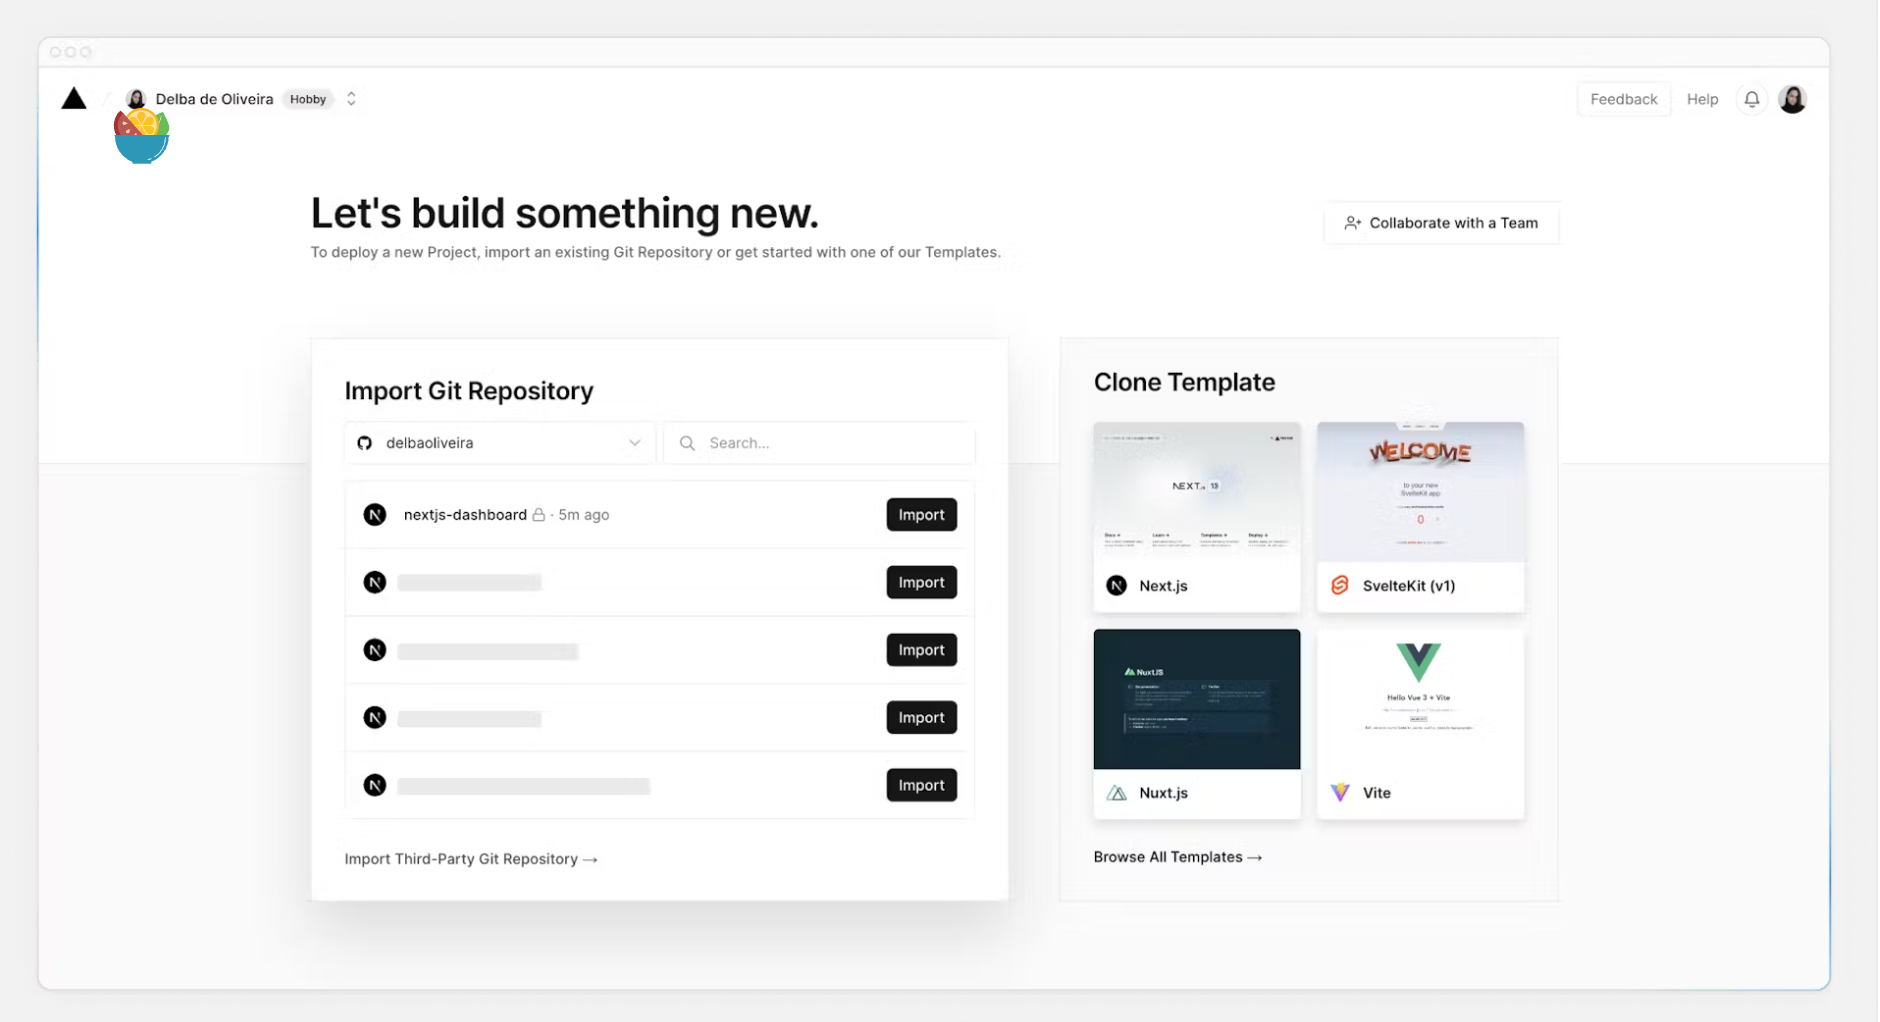 Delba de Oliveira Hobby
Feedback Help
Let's build something new.
To deploy a new Project, import an existing Git Repository or get started with one of our Templates.
Collaborate with a Team
Import Git Repository
delbaoliveira
Search...
nextjs-dashboard · 5m ago
Import
Import
Import
Import
Import
Import Third-Party Git Repository →
Clone Template
NEXT.js 13
Docs → Learn → Templates → Deploy →
Next.js
WELCOME
to your new
SvelteKit app
0
SvelteKit (v1)
NuxtJS
Nuxt.js
Hello Vue 3 + Vite
Vite
Browse All Templates →